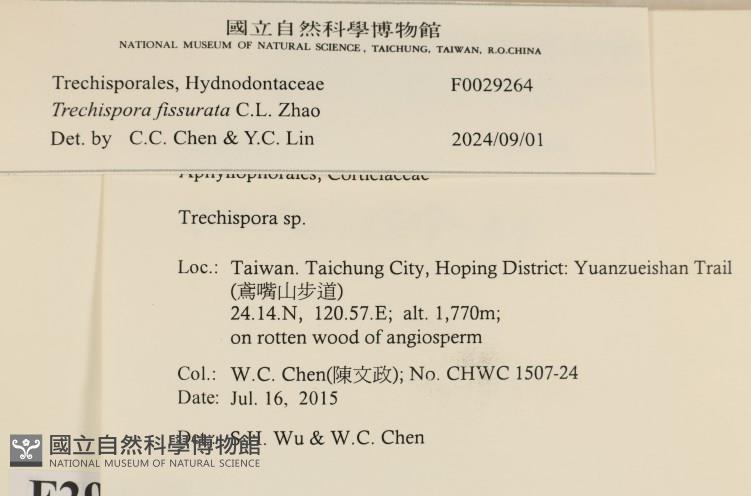 國立自然科學博物館
NATIONAL MUSEUM OF NATURAL SCIENCE, TAICHUNG, TAIWAN, R.O.CHINA
Trechisporales, Hydnodontaceae F0029264
Trechispora fissurata C.L. Zhao
Det. by C.C. Chen & Y.C. Lin 2024/09/01
Aphyllophorales, Corticiaceae
Trechispora sp.
Loc.: Taiwan. Taichung City, Hoping District: Yuanzueishan Trail
(鳶嘴山步道)
24.14.N, 120.57.E; alt. 1,770m;
on rotten wood of angiosperm
Col.: W.C. Chen(陳文政); No. CHWC 1507-24
Date: Jul. 16, 2015
Det.: S.H. Wu & W.C. Chen
國立自然科學博物館
NATIONAL MUSEUM OF NATURAL SCIENCE